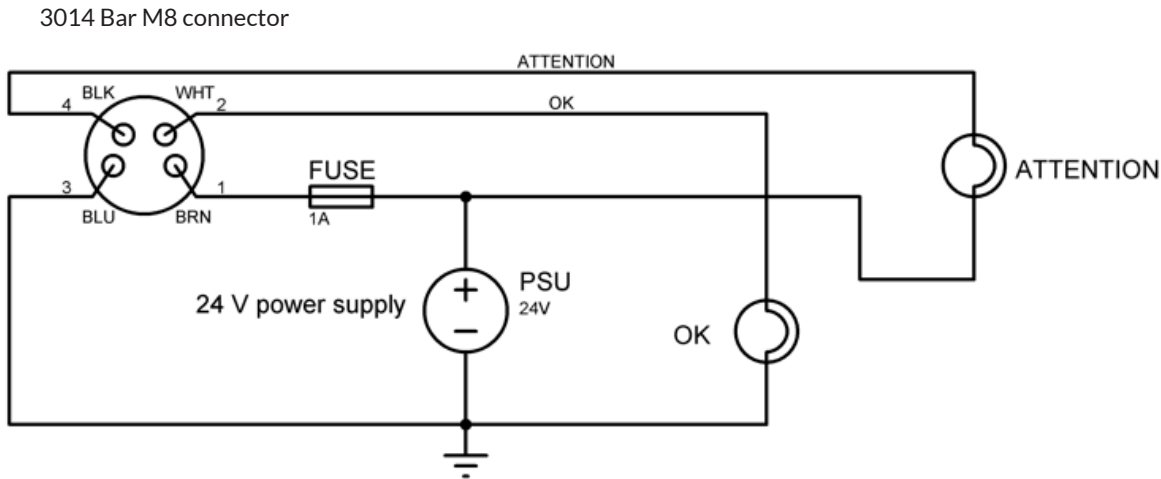 3014 Bar M8 connector
ATTENTION
BLK
WHT
4
2
OK
FUSE
ATTENTION
3
1
BLU
BRN
1A
PSU
24 V power supply
24V
+
−
OK